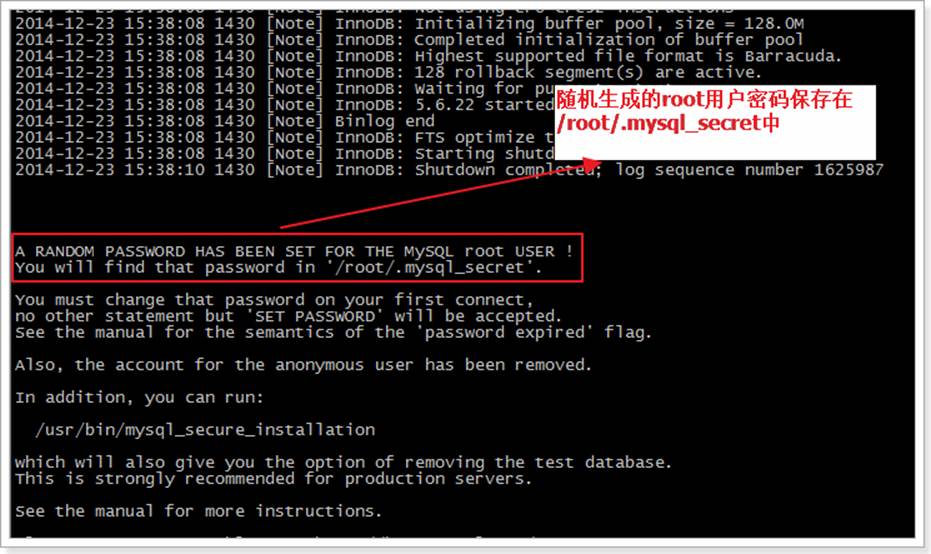 2014-12-23 15:38:08 1430 [Note] InnoDB: Initializing buffer pool, size = 128.0M
2014-12-23 15:38:08 1430 [Note] InnoDB: Completed initialization of buffer pool
2014-12-23 15:38:08 1430 [Note] InnoDB: Highest supported file format is Barracuda.
2014-12-23 15:38:08 1430 [Note] InnoDB: 128 rollback segment(s) are active.
2014-12-23 15:38:08 1430 [Note] InnoDB: Waiting for
2014-12-23 15:38:08 1430 [Note] InnoDB: 5.6.22 started
2014-12-23 15:38:08 1430 [Note] Binlog end
2014-12-23 15:38:08 1430 [Note] InnoDB: FTS optimize
2014-12-23 15:38:08 1430 [Note] InnoDB: Starting
2014-12-23 15:38:10 1430 [Note] InnoDB: Shutdown completed; log sequence number 1625987
随机生成的root用户密码保存在
/root/.mysql_secret中
A RANDOM PASSWORD HAS BEEN SET FOR THE MySQL root USER !
You will find that password in '/root/.mysql_secret'.
You must change that password on your first connect,
no other statement but 'SET PASSWORD' will be accepted.
See the manual for the semantics of the 'password expired' flag.
Also, the account for the anonymous user has been removed.
In addition, you can run:
/usr/bin/mysql_secure_installation
which will also give you the option of removing the test database.
This is strongly recommended for production servers.
See the manual for more instructions.